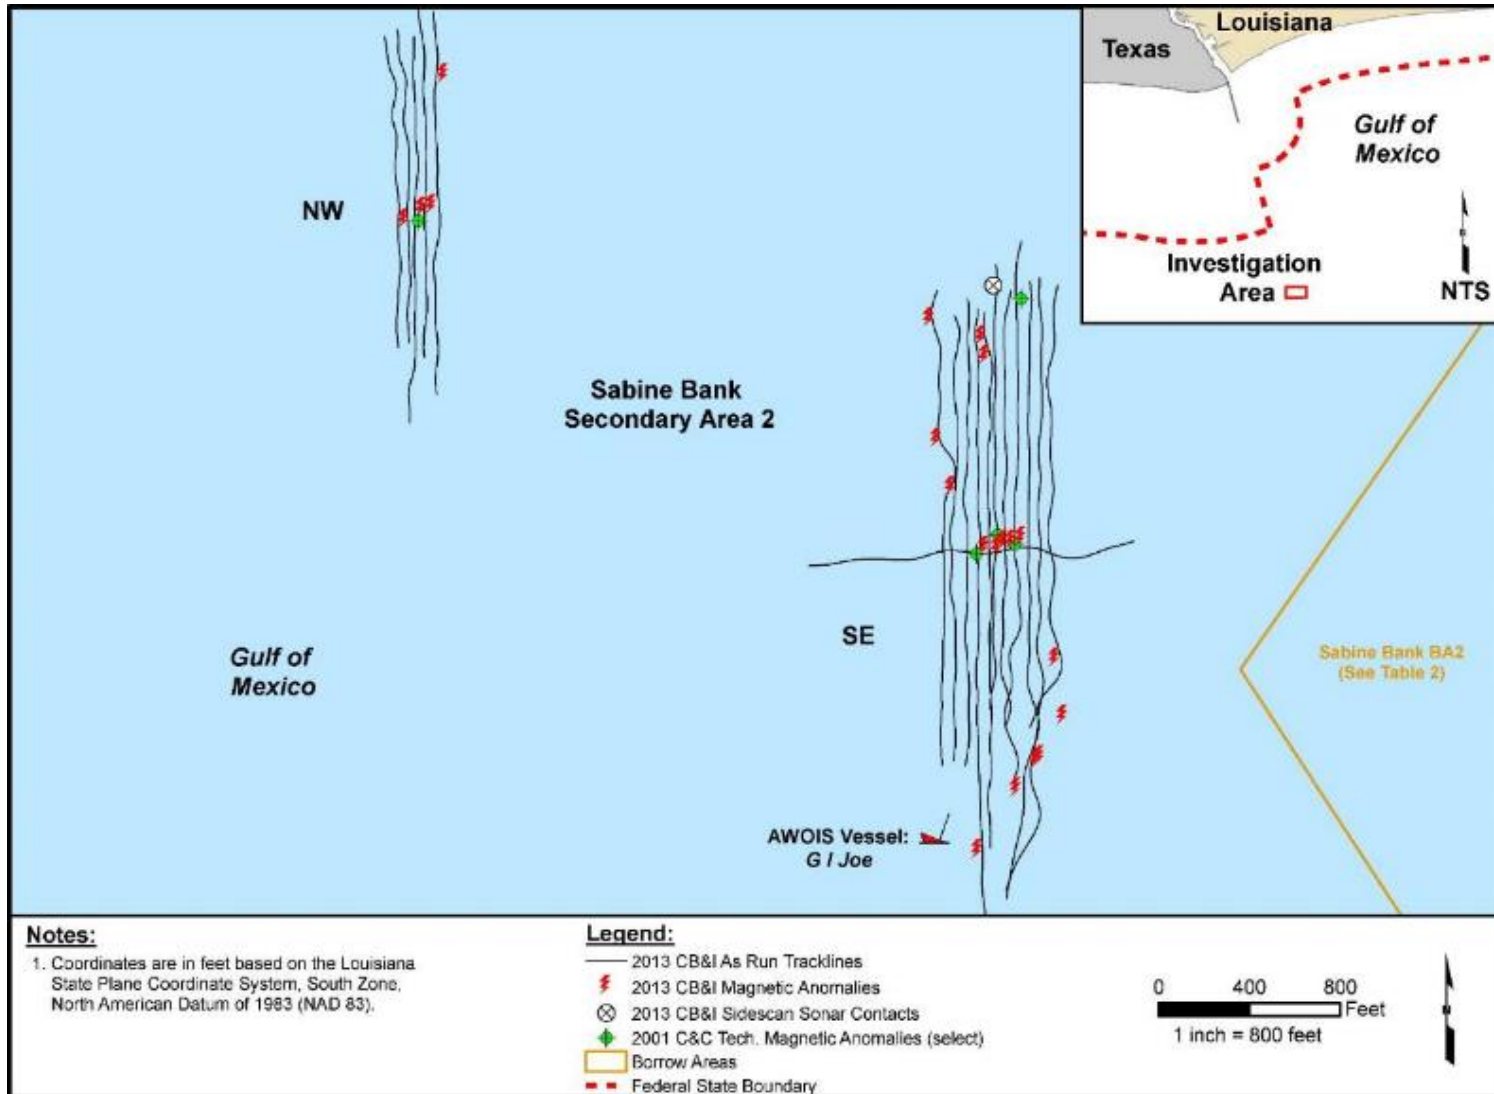 Louisiana
Texas
Gulf of
Mexico
Investigation
Area
NTS
NW
Sabine Bank
Secondary Area 2
SE
Gulf of
Mexico
Sabine Bank BA2
(See Table 2)
AWOIS Vessel:
G I Joe
Notes:
1. Coordinates are in feet based on the Louisiana
State Plane Coordinate System, South Zone,
North American Datum of 1983 (NAD 83).
Legend:
2013 CB&I As Run Tracklines
2013 CB&I Magnetic Anomalies
2013 CB&I Sidescan Sonar Contacts
2001 C&C Tech. Magnetic Anomalies (select)
Borrow Areas
Federal State Boundary
0 400 800
Feet
1 inch = 800 feet